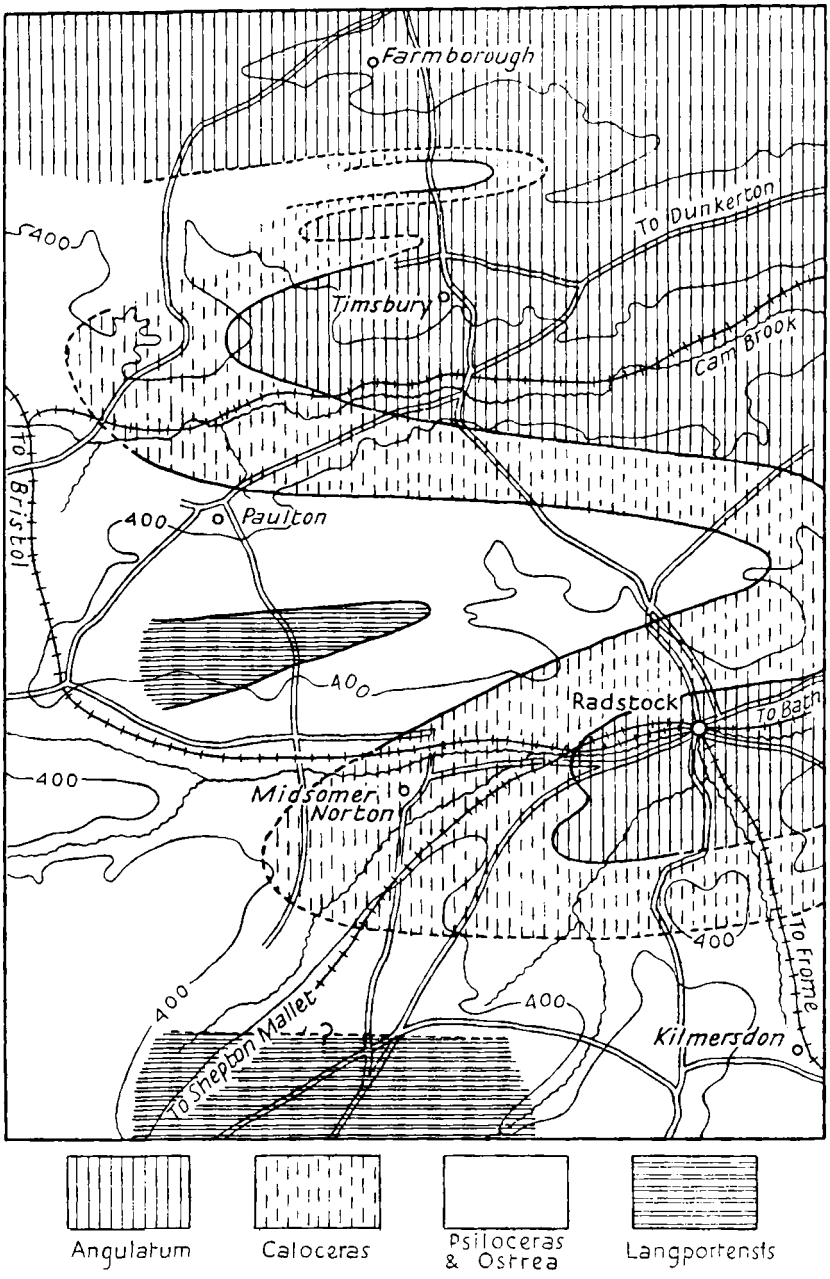 Farmborough
To Dunkerton
400
Timsbury
Cam Brook
To Bristol
400
Paulton
400
Radstock
To Bath
400
Midsomer
Norton
400
To Frome
400
400
?
Kilmersdon
To Shepton Mallet
Angulatum
Caloceras
Psiloceras
& Ostrea
Langportensis